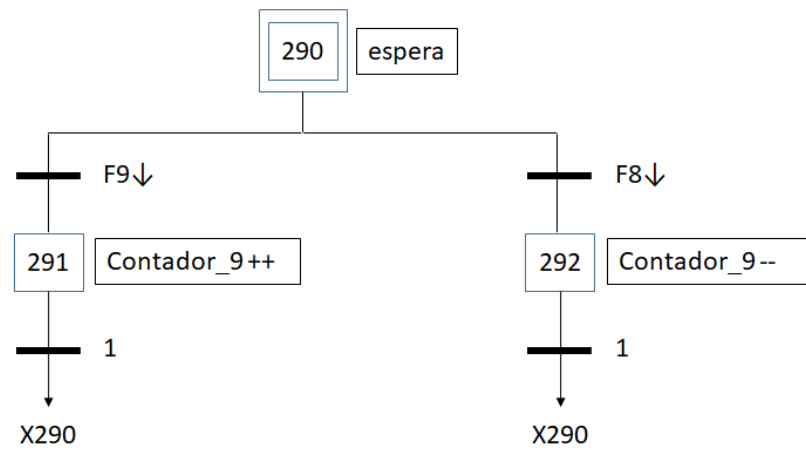 290 espera
F9↓ F8↓
291 Contador_9++ 292 Contador_9--
1 1
X290 X290